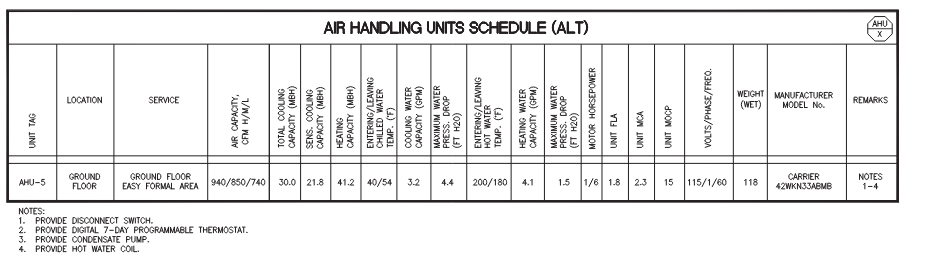 AIR HANDLING UNITS SCHEDULE (ALT)
AHU
X
UNIT TAG
LOCATION
SERVICE
AIR CAPACITY,
CFM H/M/L
TOTAL COOLING
CAPACITY (MBH)
SENS. COOLING
CAPACITY (MBH)
HEATING
CAPACITY (MBH)
ENTERING/LEAVING
CHILLED WATER
TEMP. (°F)
COOLING WATER
CAPACITY (GPM)
MAXIMUM WATER
PRESS. DROP
(FT H2O)
ENTERING/LEAVING
HOT WATER
TEMP. (°F)
HEATING WATER
CAPACITY (GPM)
MAXIMUM WATER
PRESS. DROP
(FT H2O)
MOTOR HORSEPOWER
UNIT FLA
UNIT MCA
UNIT MOCP
VOLTS/PHASE/FREQ.
WEIGHT
(WET)
MANUFACTURER
MODEL No.
REMARKS
AHU-5
GROUND
FLOOR
GROUND FLOOR
EASY FORMAL AREA
940/850/740
30.0
21.8
41.2
40/54
3.2
4.4
200/180
4.1
1.5
1/6
1.8
2.3
15
115/1/60
118
CARRIER
42WKN33ABMB
NOTES
1-4
NOTES:
1. PROVIDE DISCONNECT SWITCH.
2. PROVIDE DIGITAL 7-DAY PROGRAMMABLE THERMOSTAT.
3. PROVIDE CONDENSATE PUMP.
4. PROVIDE HOT WATER COIL.